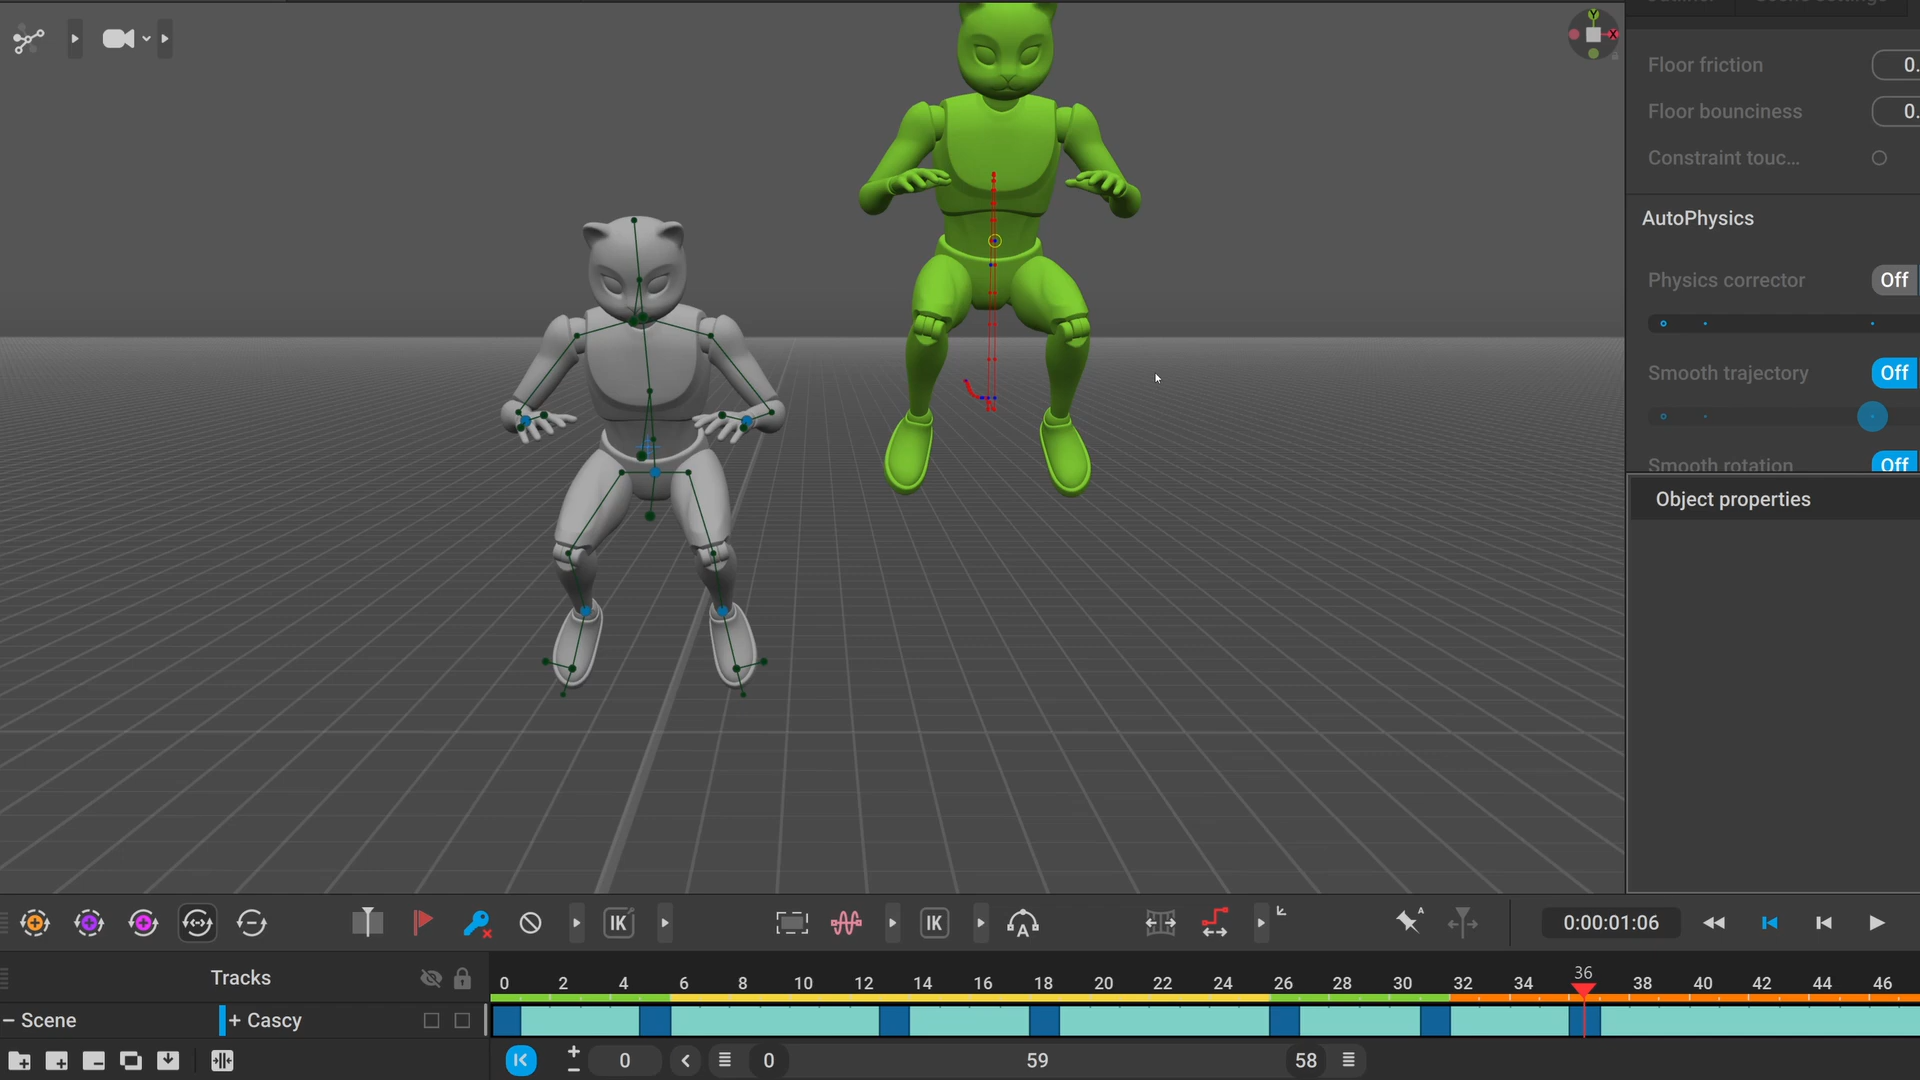 Y
X
Floor friction 0.
Floor bounciness 0.
Constraint touc...
AutoPhysics
Physics corrector Off
Smooth trajectory Off
Smooth rotation Off
Object properties
IK IK A A 0:00:01:06
Tracks 0 2 4 6 8 10 12 14 16 18 20 22 24 26 28 30 32 34 36 38 40 42 44 46
− Scene + Cascy
0 0 59 58